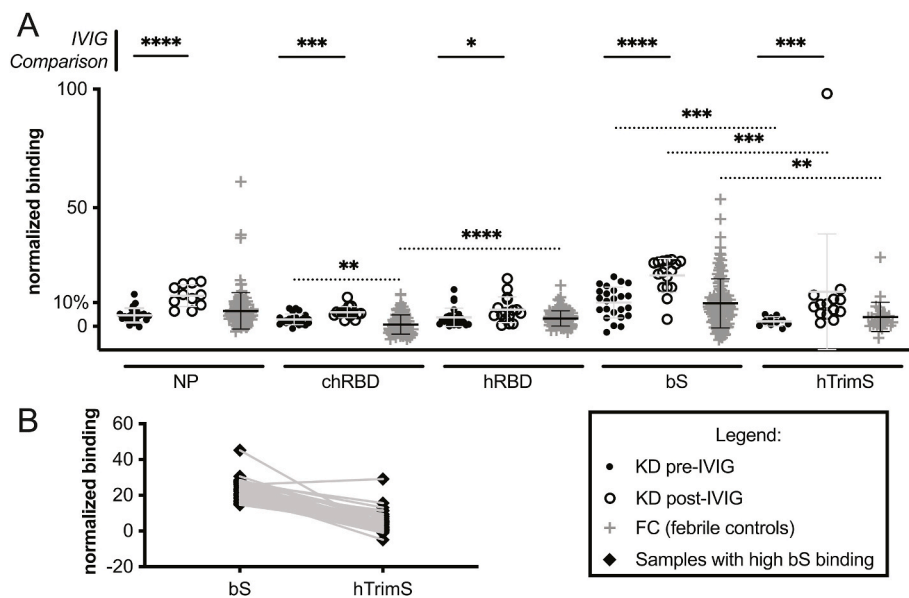 A
IVIG
Comparison
**** *** * **** ***
***
***
**
****
**
normalized binding
100
50
10%
0
NP chRBD hRBD bS hTrimS
B
normalized binding
60
40
20
0
-20
bS hTrimS
Legend:
KD pre-IVIG
KD post-IVIG
FC (febrile controls)
Samples with high bS binding